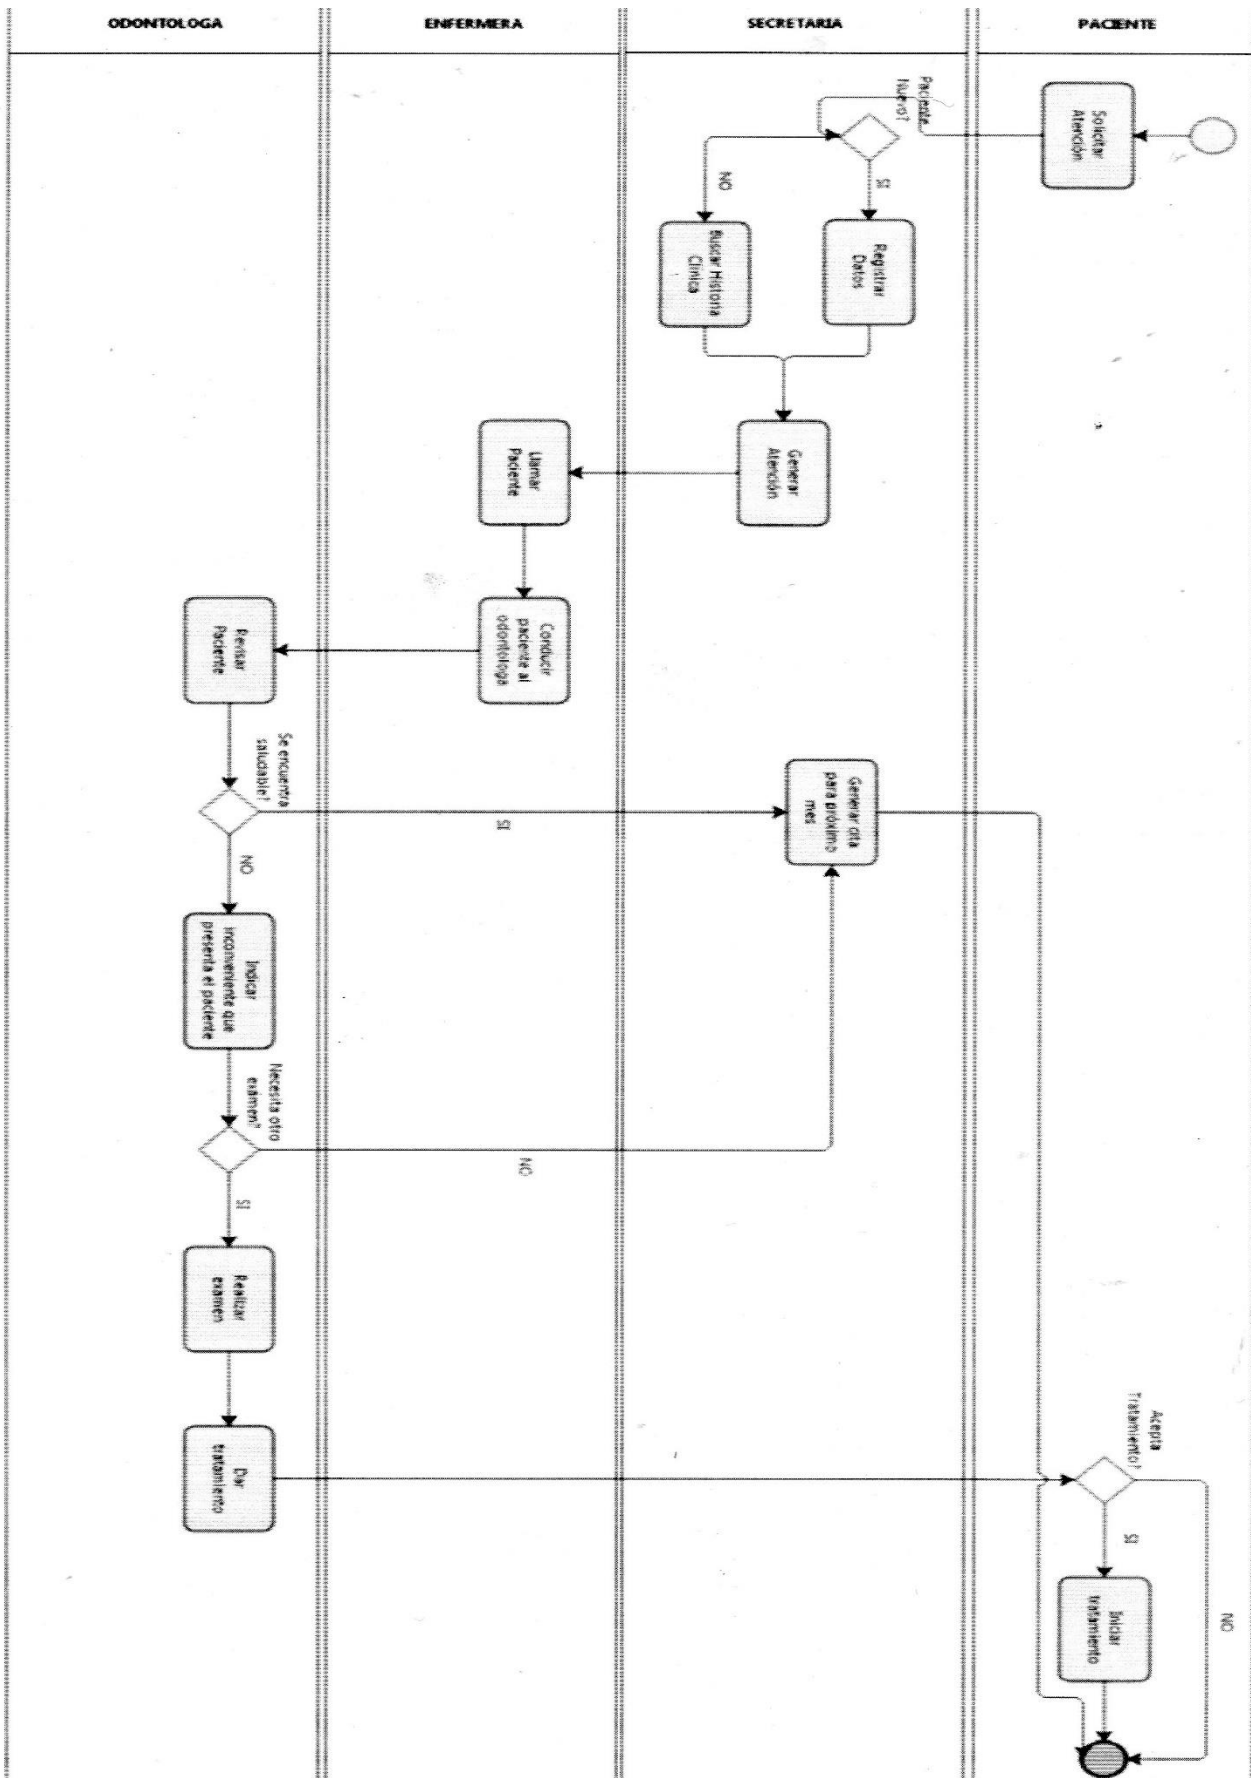 ODONTOLOGA
ENFERMERA
SECRETARIA
PACIENTE
Solicitar
Atención
Paciente
Nuevo?
SI
NO
Registrar
Datos
Buscar Historia
Clínica
Generar
Atención
Llamar
Paciente
Conducir
paciente al
odontologa
Revisar
Paciente
Se encuentra
saludable?
SI
NO
Generar cita
para próximo
mes
Indicar
inconveniente que
presenta el paciente
Necesita otro
examen?
NO
SI
Realizar
examen
Dar
tratamiento
Acepta
Tratamiento?
SI
NO
Iniciar
tratamiento